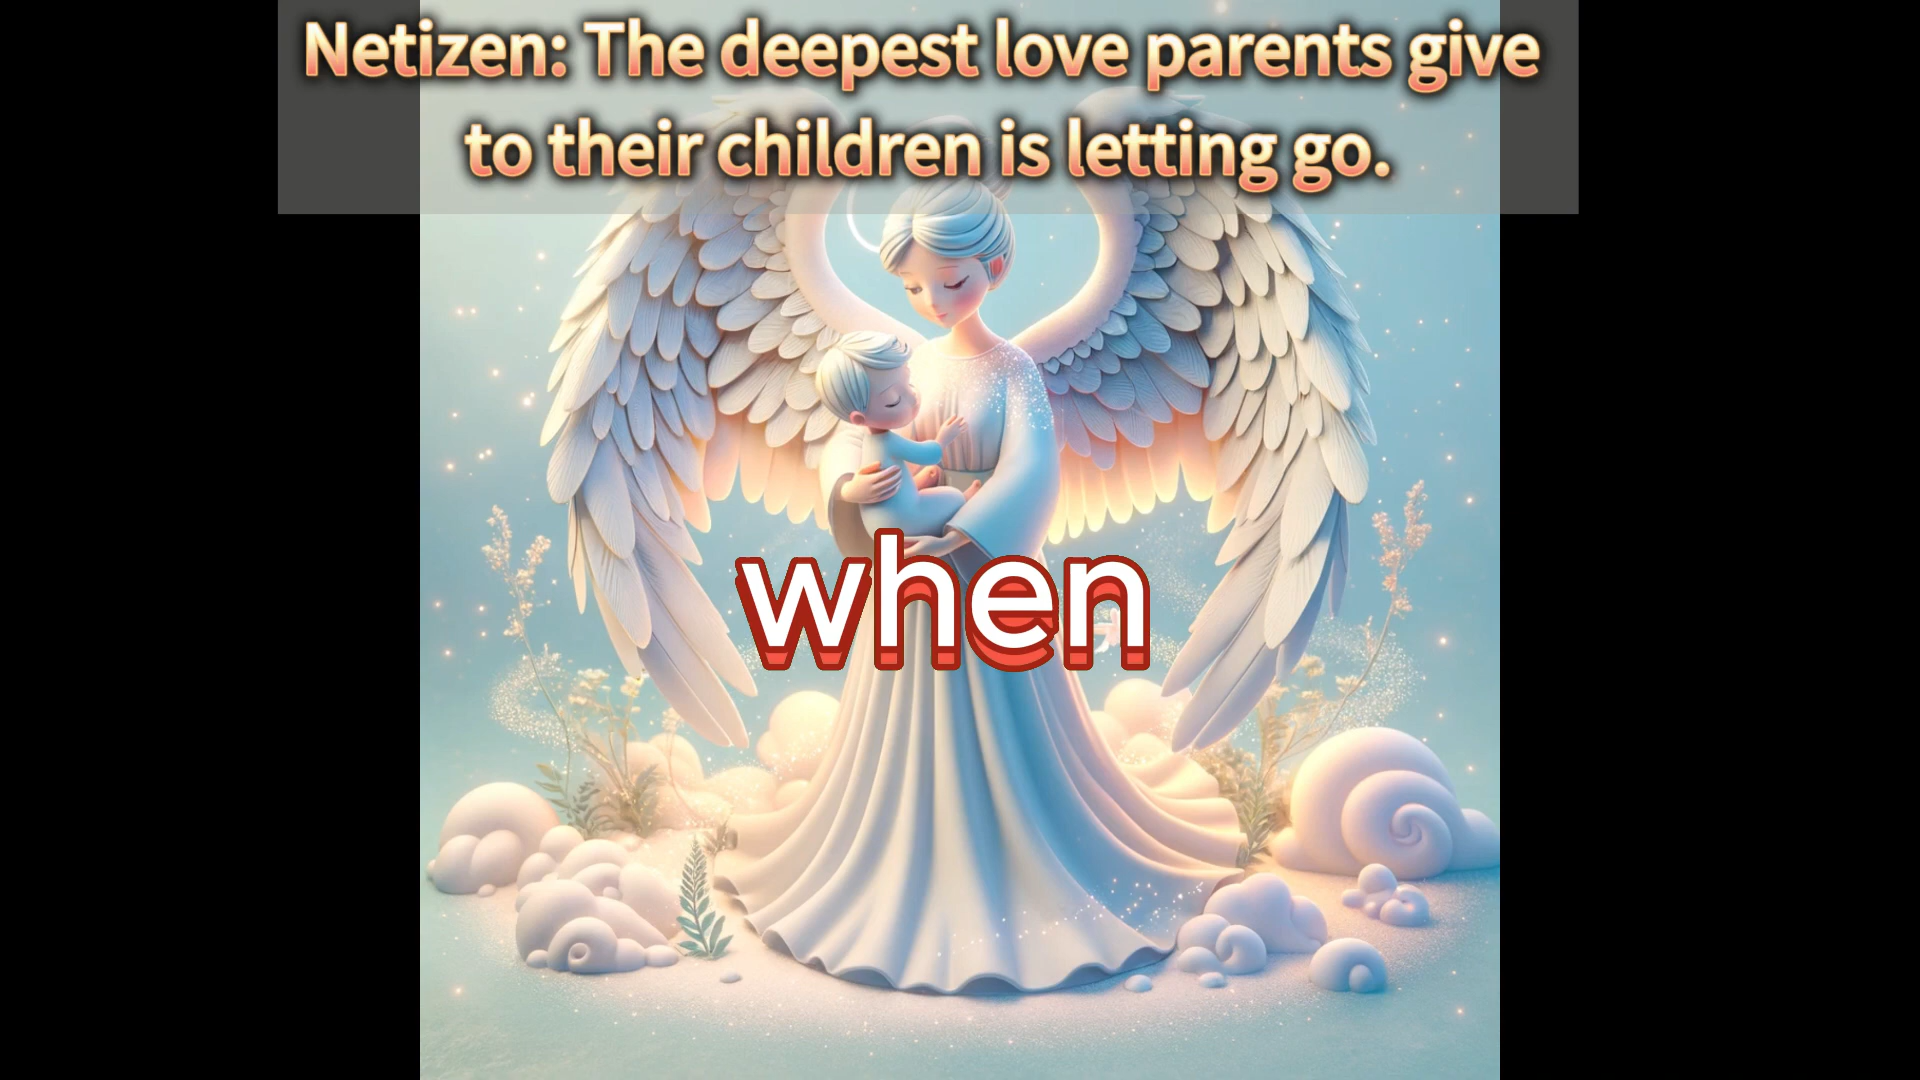 Netizen: The deepest love parents give
to their children is letting go.
when